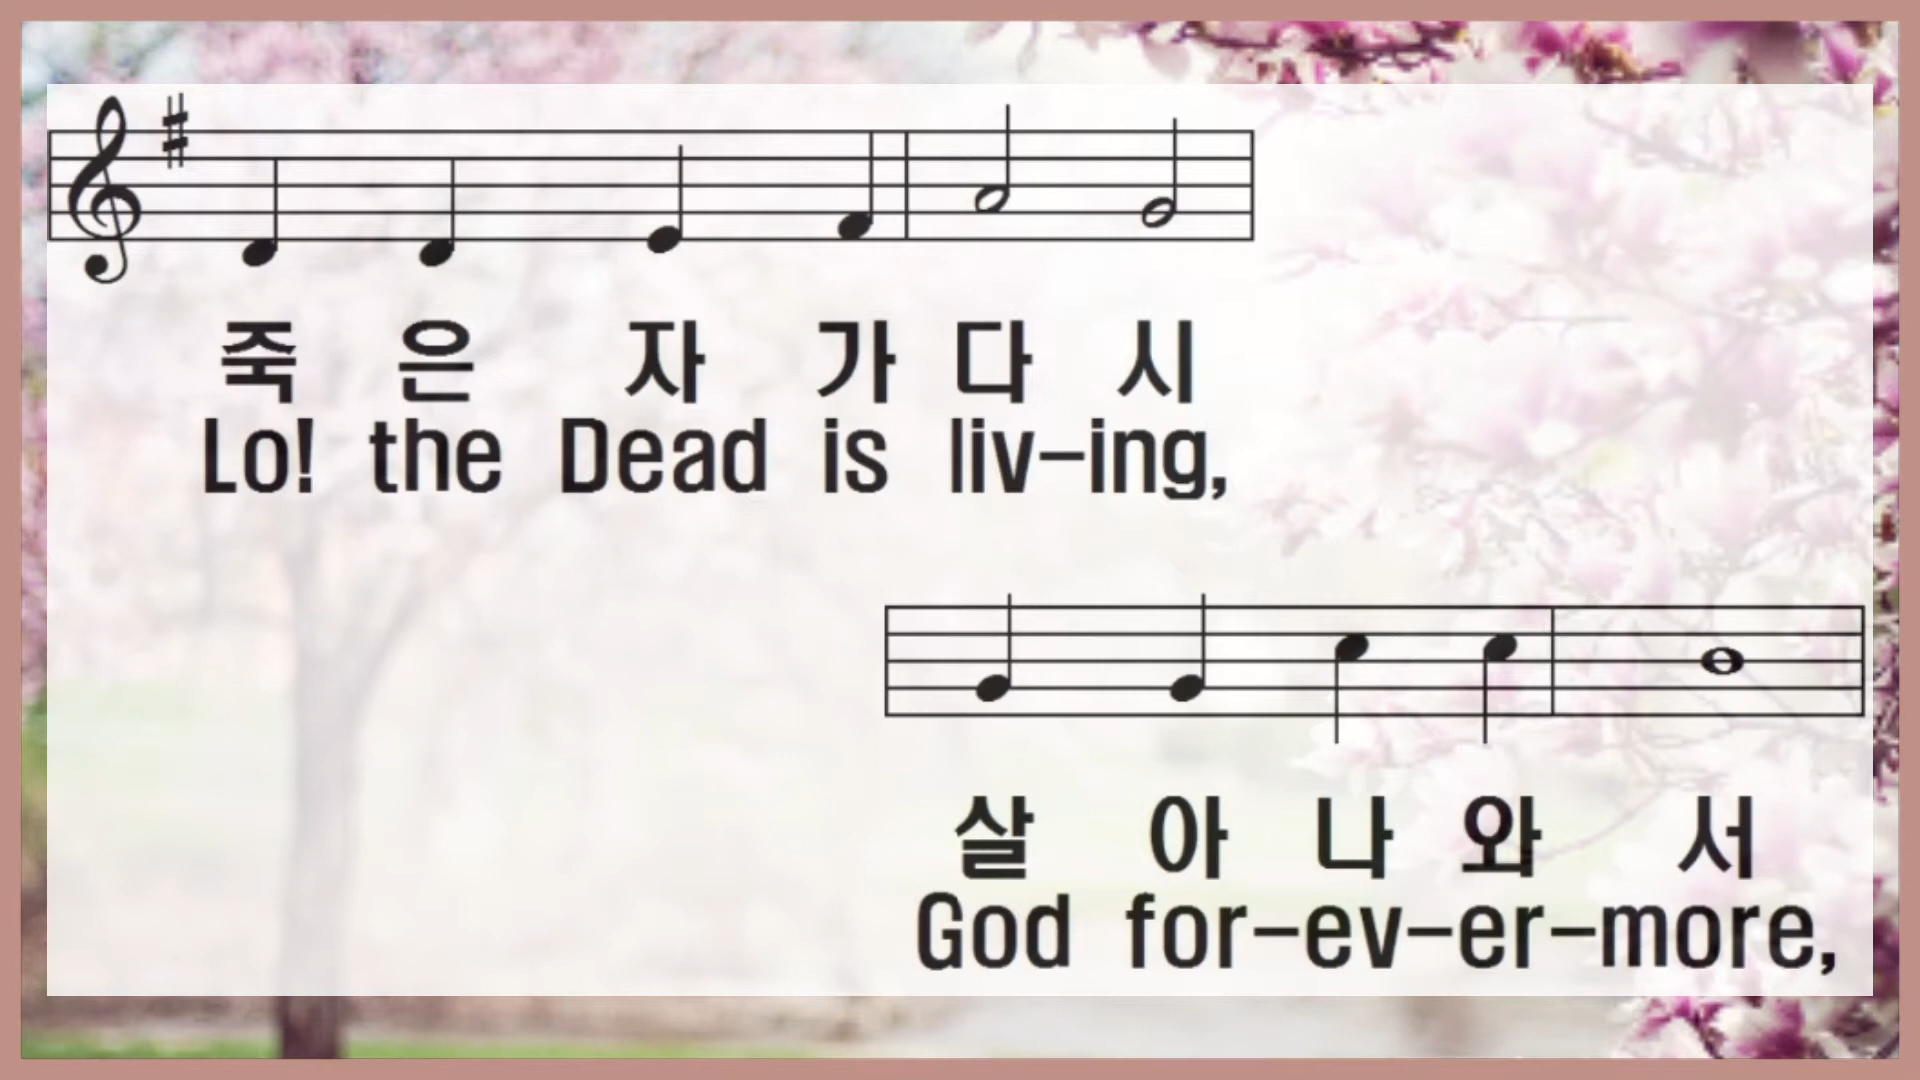 죽 은 자 가 다 시
Lo! the Dead is liv-ing,
살 아 나 와 서
God for-ev-er-more,